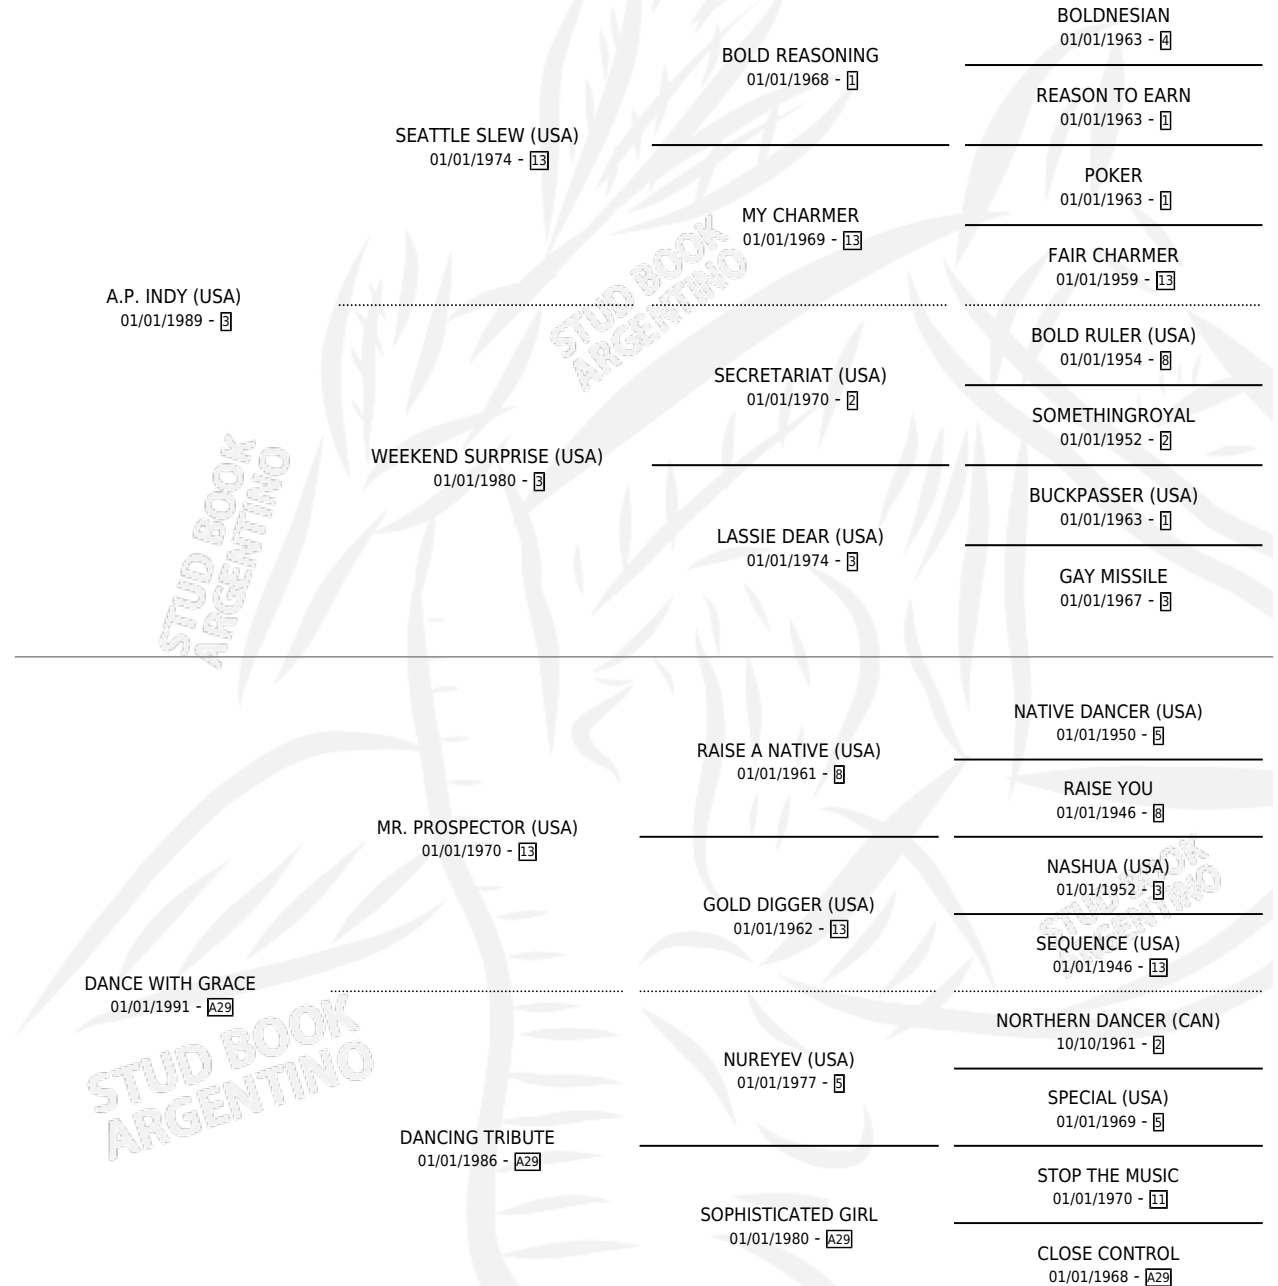 BOLDNESIAN
01/01/1963 - 4
BOLD REASONING
01/01/1968 - 1
REASON TO EARN
01/01/1963 - 1
SEATTLE SLEW (USA)
01/01/1974 - 13
POKER
01/01/1963 - 1
MY CHARMER
01/01/1969 - 13
FAIR CHARMER
01/01/1959 - 13
A.P. INDY (USA)
01/01/1989 - 3
BOLD RULER (USA)
01/01/1954 - 8
SECRETARIAT (USA)
01/01/1970 - 2
SOMETHINGROYAL
01/01/1952 - 2
WEEKEND SURPRISE (USA)
01/01/1980 - 3
BUCKPASSER (USA)
01/01/1963 - 1
LASSIE DEAR (USA)
01/01/1974 - 3
GAY MISSILE
01/01/1967 - 3
NATIVE DANCER (USA)
01/01/1950 - 5
RAISE A NATIVE (USA)
01/01/1961 - 8
RAISE YOU
01/01/1946 - 8
MR. PROSPECTOR (USA)
01/01/1970 - 13
NASHUA (USA)
01/01/1952 - 3
GOLD DIGGER (USA)
01/01/1962 - 13
SEQUENCE (USA)
01/01/1946 - 13
DANCE WITH GRACE
01/01/1991 - A29
NORTHERN DANCER (CAN)
10/10/1961 - 2
NUREYEV (USA)
01/01/1977 - 5
SPECIAL (USA)
01/01/1969 - 5
DANCING TRIBUTE
01/01/1986 - A29
STOP THE MUSIC
01/01/1970 - 11
SOPHISTICATED GIRL
01/01/1980 - A29
CLOSE CONTROL
01/01/1968 - A29
STUD BOOK
ARGENTINO
STUD BOOK
ARGENTINO
STUD BOOK
ARGENTINO
STUD BOOK
ARGENTINO